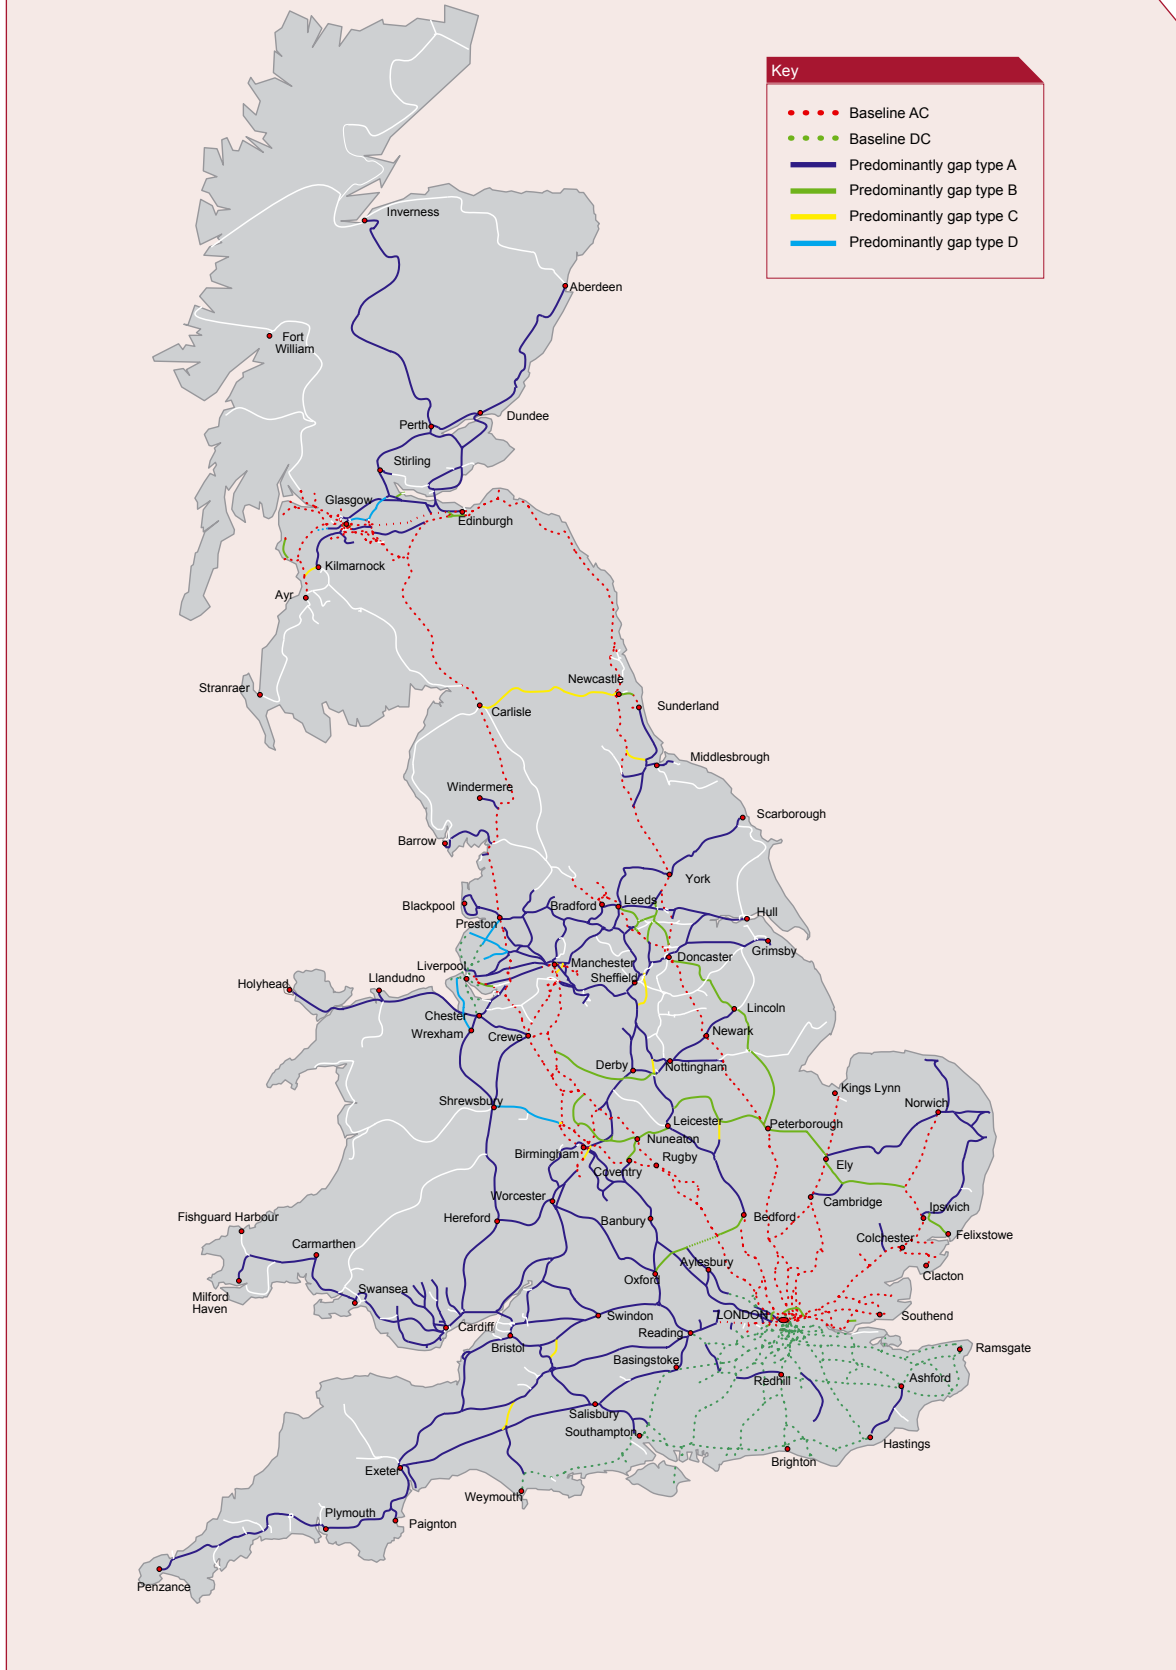 Key
Baseline AC
Baseline DC
Predominantly gap type A
Predominantly gap type B
Predominantly gap type C
Predominantly gap type D
Inverness
Aberdeen
Fort
William
Dundee
Perth
Stirling
Glasgow
Edinburgh
Kilmarnock
Ayr
Newcastle
Stranraer
Sunderland
Carlisle
Middlesbrough
Windermere
Scarborough
Barrow
York
Leeds
Blackpool
Bradford
Hull
Preston
Grimsby
Manchester
Doncaster
Liverpool
Sheffield
Llandudno
Holyhead
Lincoln
Chester
Newark
Wrexham
Crewe
Derby
Nottingham
Kings Lynn
Shrewsbury
Norwich
Leicester
Peterborough
Nuneaton
Birmingham
Rugby
Ely
Coventry
Worcester
Cambridge
Ipswich
Fishguard Harbour
Hereford
Banbury
Bedford
Felixstowe
Colchester
Carmarthen
Aylesbury
Clacton
Oxford
Swansea
Milford
Haven
LONDON
Southend
Swindon
Cardiff
Reading
Bristol
Ramsgate
Basingstoke
Redhill
Ashford
Salisbury
Southampton
Hastings
Brighton
Exeter
Weymouth
Plymouth
Paignton
Penzance